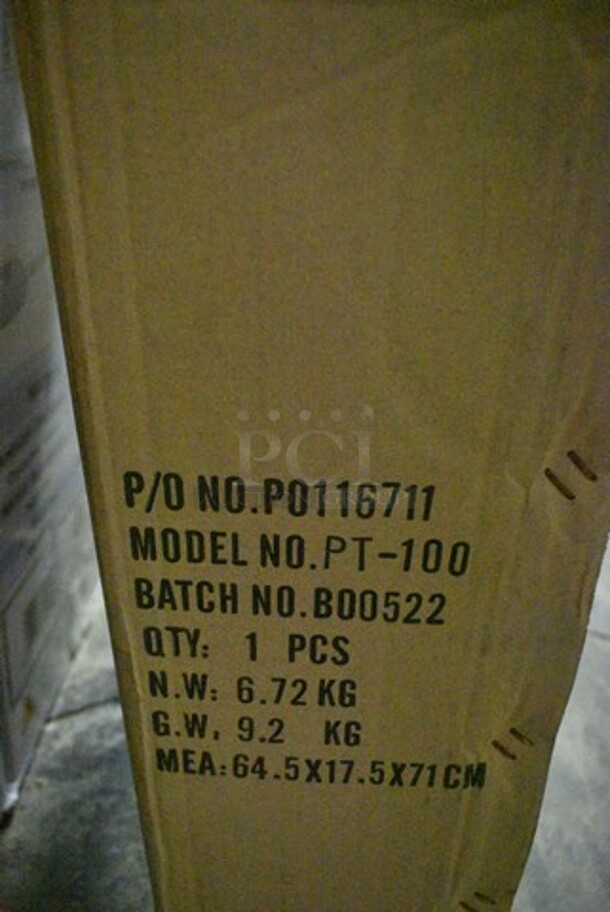 PCI
P/O NO.P0116711
MODEL NO.PT-100
BATCH NO.B00522
QTY: 1 PCS
N.W: 6.72 KG
G.W. 9.2 KG
MEA:64.5X17.5X71CM